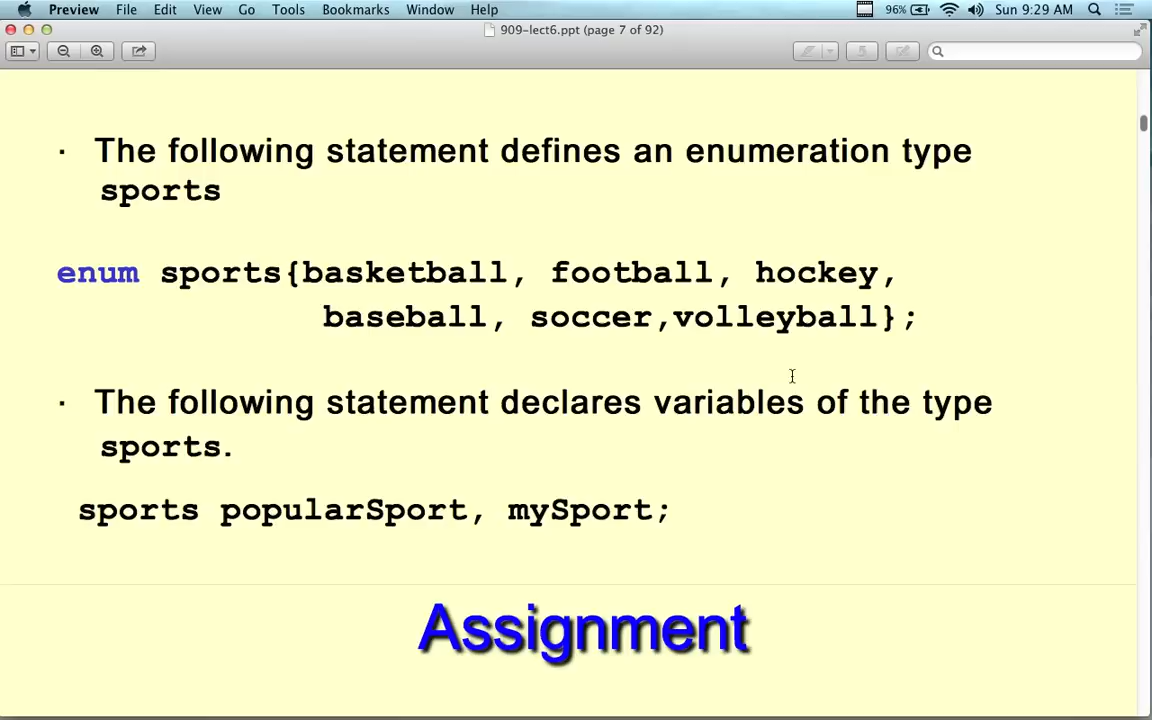 Preview File Edit View Go Tools Bookmarks Window Help 96% Sun 9:29 AM
909-lect6.ppt (page 7 of 92)
· The following statement defines an enumeration type
sports
enum sports{basketball, football, hockey,
baseball, soccer,volleyball};
· The following statement declares variables of the type
sports.
sports popularSport, mySport;
Assignment